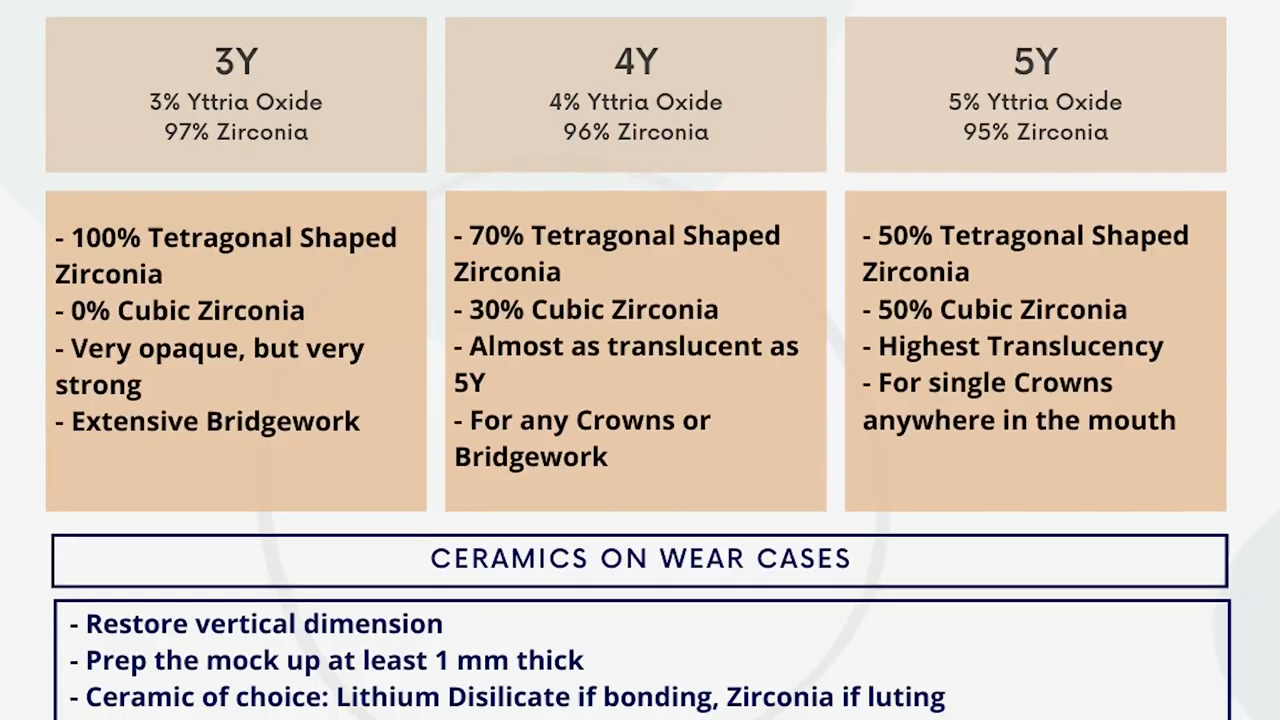 3Y
3% Yttria Oxide
97% Zirconia
- 100% Tetragonal Shaped
Zirconia
- 0% Cubic Zirconia
- Very opaque, but very
strong
- Extensive Bridgework
4Y
4% Yttria Oxide
96% Zirconia
- 70% Tetragonal Shaped
Zirconia
- 30% Cubic Zirconia
- Almost as translucent as
5Y
- For any Crowns or
Bridgework
5Y
5% Yttria Oxide
95% Zirconia
- 50% Tetragonal Shaped
Zirconia
- 50% Cubic Zirconia
- Highest Translucency
- For single Crowns
anywhere in the mouth
CERAMICS ON WEAR CASES
- Restore vertical dimension
- Prep the mock up at least 1 mm thick
- Ceramic of choice: Lithium Disilicate if bonding, Zirconia if luting